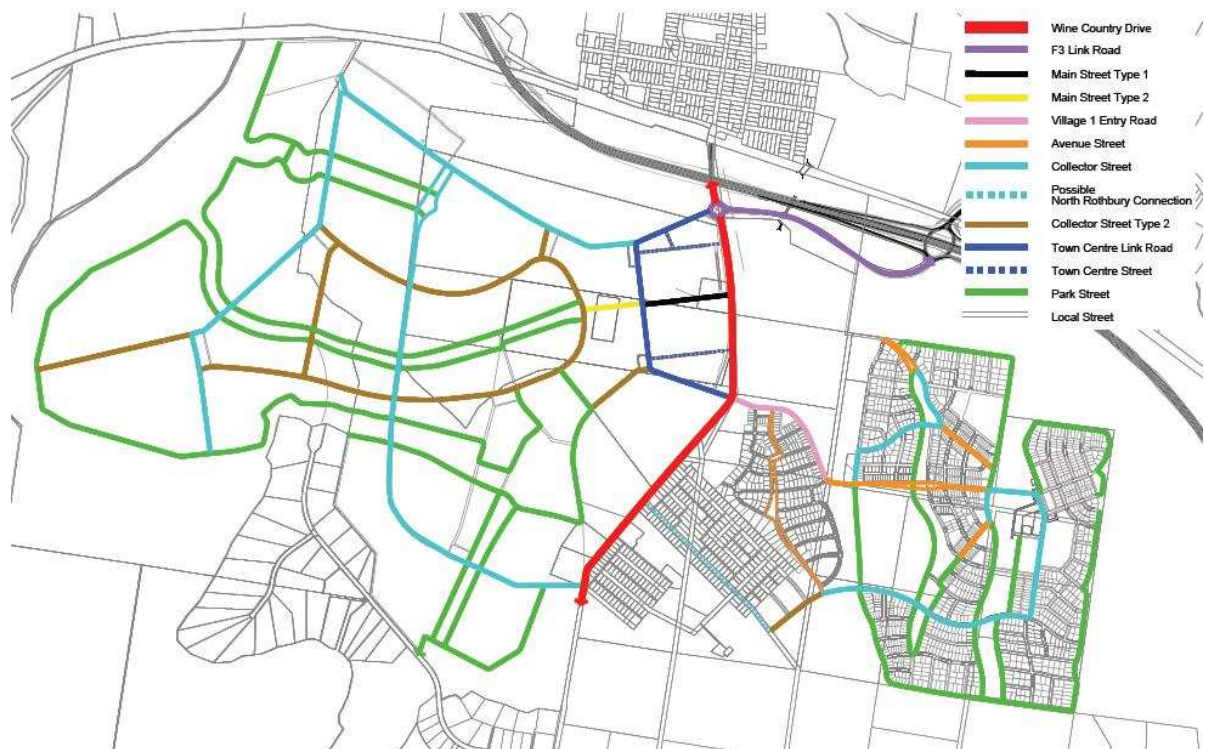 Wine Country Drive
F3 Link Road
Main Street Type 1
Main Street Type 2
Village 1 Entry Road
Avenue Street
Collector Street
Possible
North Rothbury Connection
Collector Street Type 2
Town Centre Link Road
Town Centre Street
Park Street
Local Street